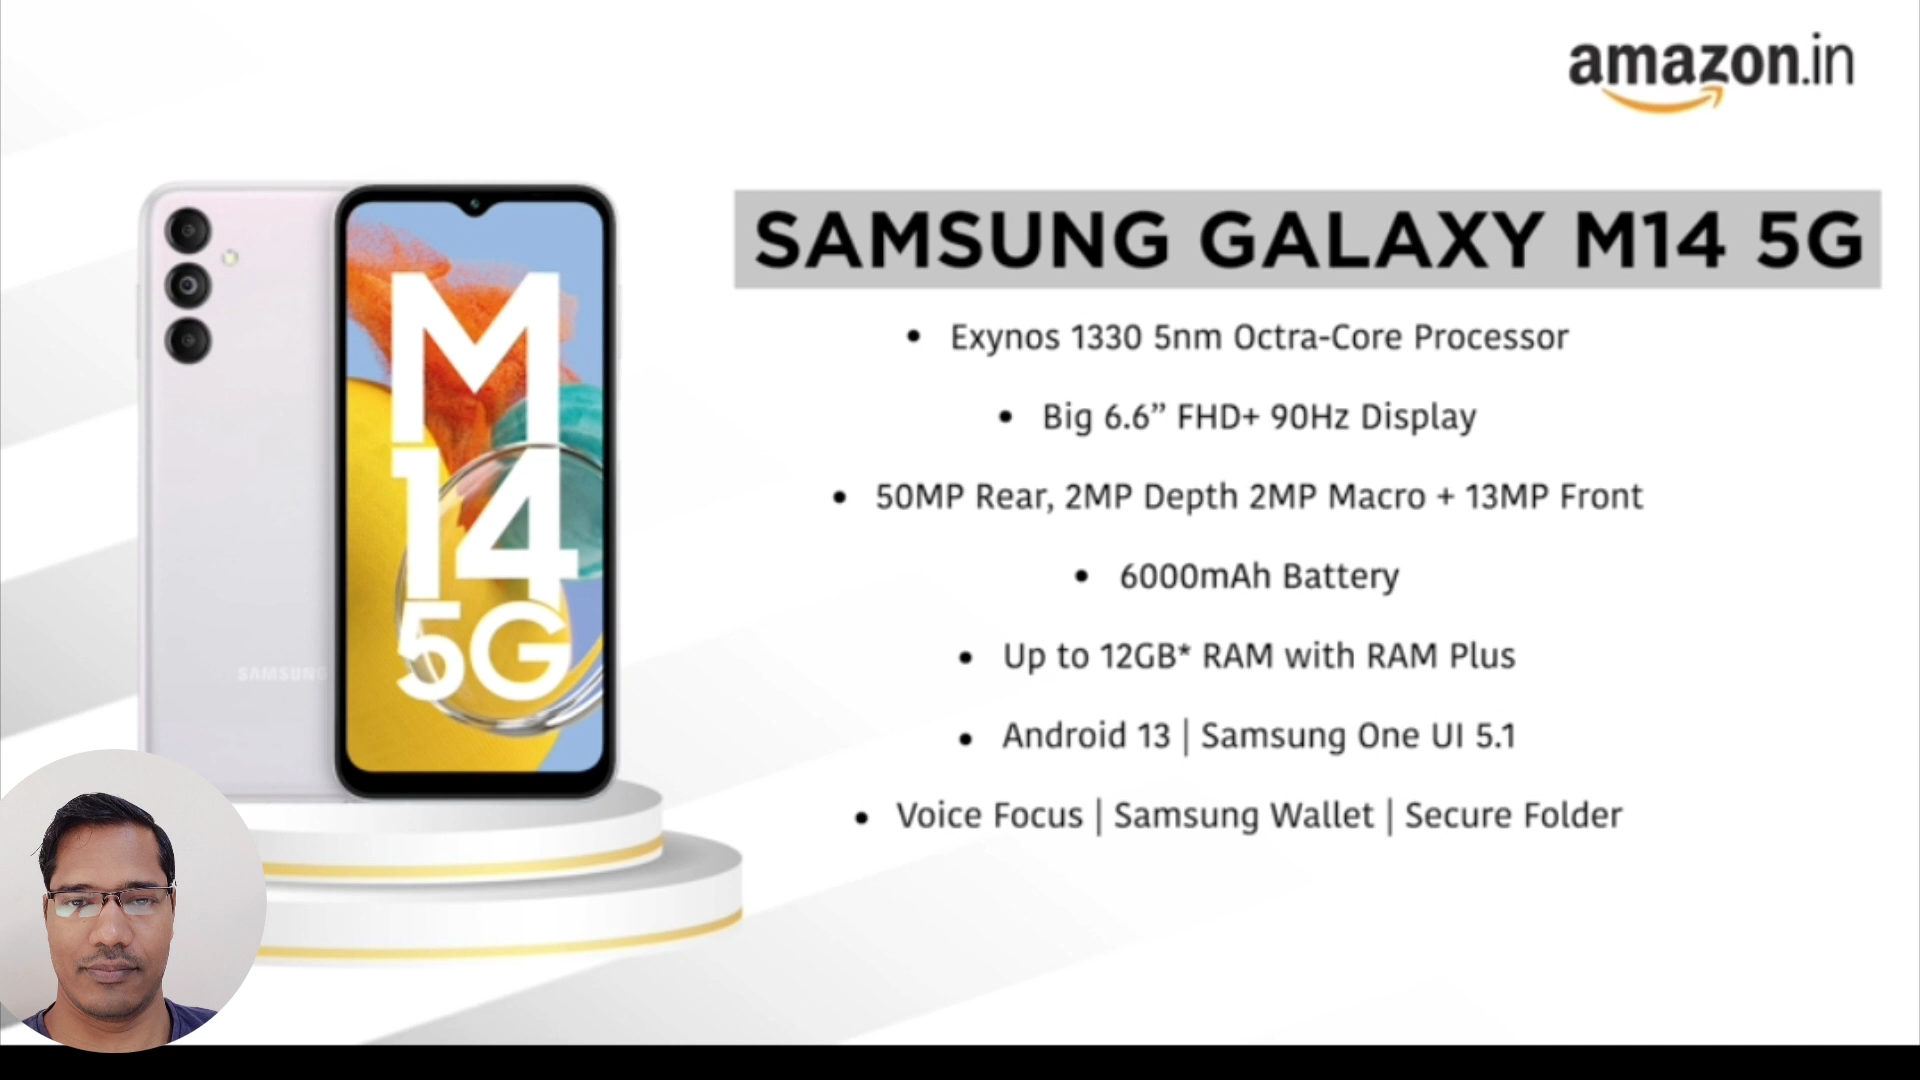 amazon.in
SAMSUNG GALAXY M14 5G
• Exynos 1330 5nm Octra-Core Processor
• Big 6.6” FHD+ 90Hz Display
• 50MP Rear, 2MP Depth 2MP Macro + 13MP Front
• 6000mAh Battery
• Up to 12GB* RAM with RAM Plus
• Android 13 | Samsung One UI 5.1
• Voice Focus | Samsung Wallet | Secure Folder
M
14
5G
SAMSUNG